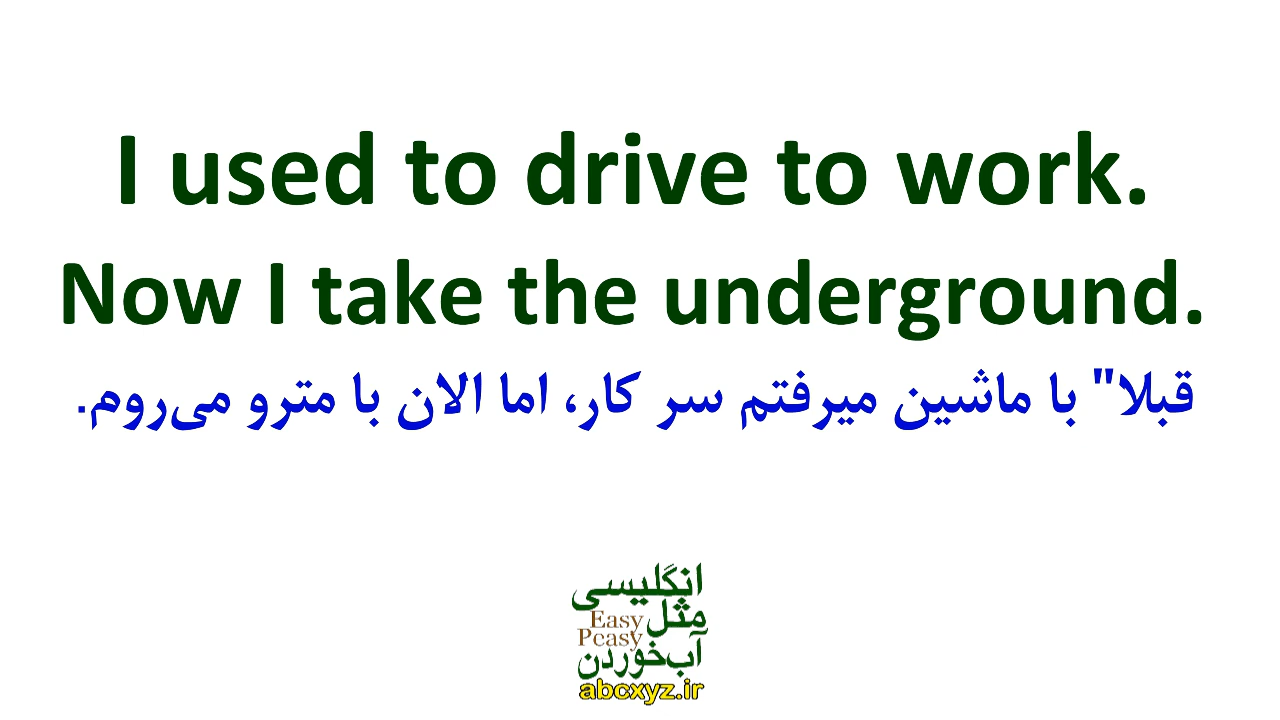 I used to drive to work.
Now I take the underground.
قبلا" با ماشین میرفتم سر کار، اما الان با مترو می‌روم.
انگلیسی
مثل
Easy
Peasy
آب‌خوردن
abcxyz.ir